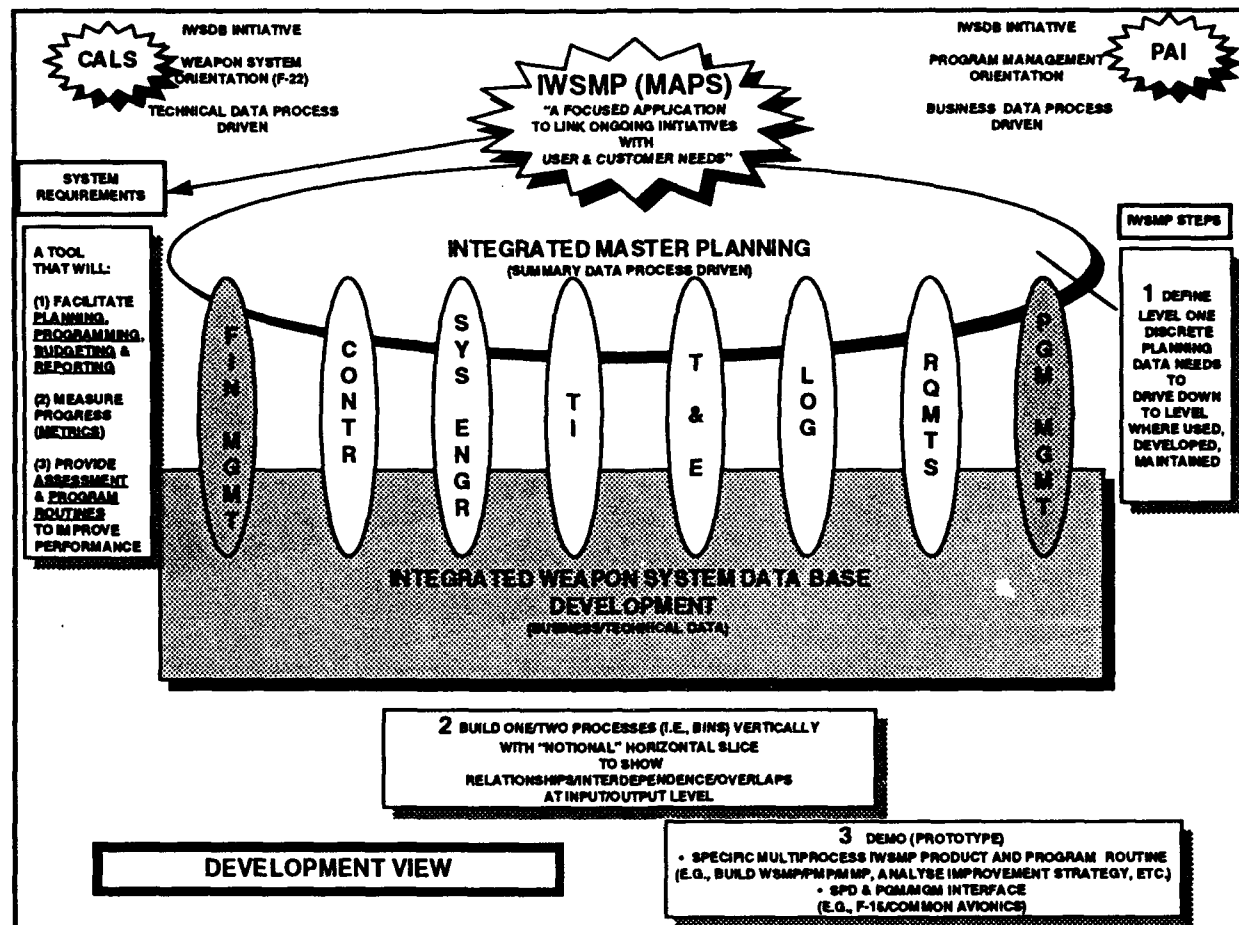 CALS
IWSDB INITIATIVE
WEAPON SYSTEM
ORIENTATION (F-22)
TECHNICAL DATA PROCESS
DRIVEN
IWSMP (MAPS)
"A FOCUSED APPLICATION
TO LINK ONGOING INITIATIVES
WITH
USER & CUSTOMER NEEDS"
IWSDB INITIATIVE
PROGRAM MANAGEMENT
ORIENTATION
BUSINESS DATA PROCESS
DRIVEN
PAI
SYSTEM
REQUIREMENTS
A TOOL
THAT WILL:
(1) FACILITATE
PLANNING,
PROGRAMMING,
BUDGETING &
REPORTING
(2) MEASURE
PROGRESS
(METRICS)
(3) PROVIDE
ASSESSMENT
& PROGRAM
ROUTINES
TO IMPROVE
PERFORMANCE
INTEGRATED MASTER PLANNING
(SUMMARY DATA PROCESS DRIVEN)
FIN MGMT
CONTR
SYS ENGR
TI
T & E
LOG
RQMTS
PGM MGMT
IWSMP STEPS
1 DEFINE
LEVEL ONE
DISCRETE
PLANNING
DATA NEEDS
TO
DRIVE DOWN
TO LEVEL
WHERE USED,
DEVELOPED,
MAINTAINED
INTEGRATED WEAPON SYSTEM DATA BASE
DEVELOPMENT
(BUSINESS/TECHNICAL DATA)
2 BUILD ONE/TWO PROCESSES (I.E., BINS) VERTICALLY
WITH "NOTIONAL" HORIZONTAL SLICE
TO SHOW
RELATIONSHIPS/INTERDEPENDENCE/OVERLAPS
AT INPUT/OUTPUT LEVEL
3 DEMO (PROTOTYPE)
• SPECIFIC MULTIPROCESS IWSMP PRODUCT AND PROGRAM ROUTINE
(E.G., BUILD WSMP/PMP/MMP, ANALYSE IMPROVEMENT STRATEGY, ETC.)
• SPD & PGM/MGM INTERFACE
(E.G., F-15/COMMON AVIONICS)
DEVELOPMENT VIEW